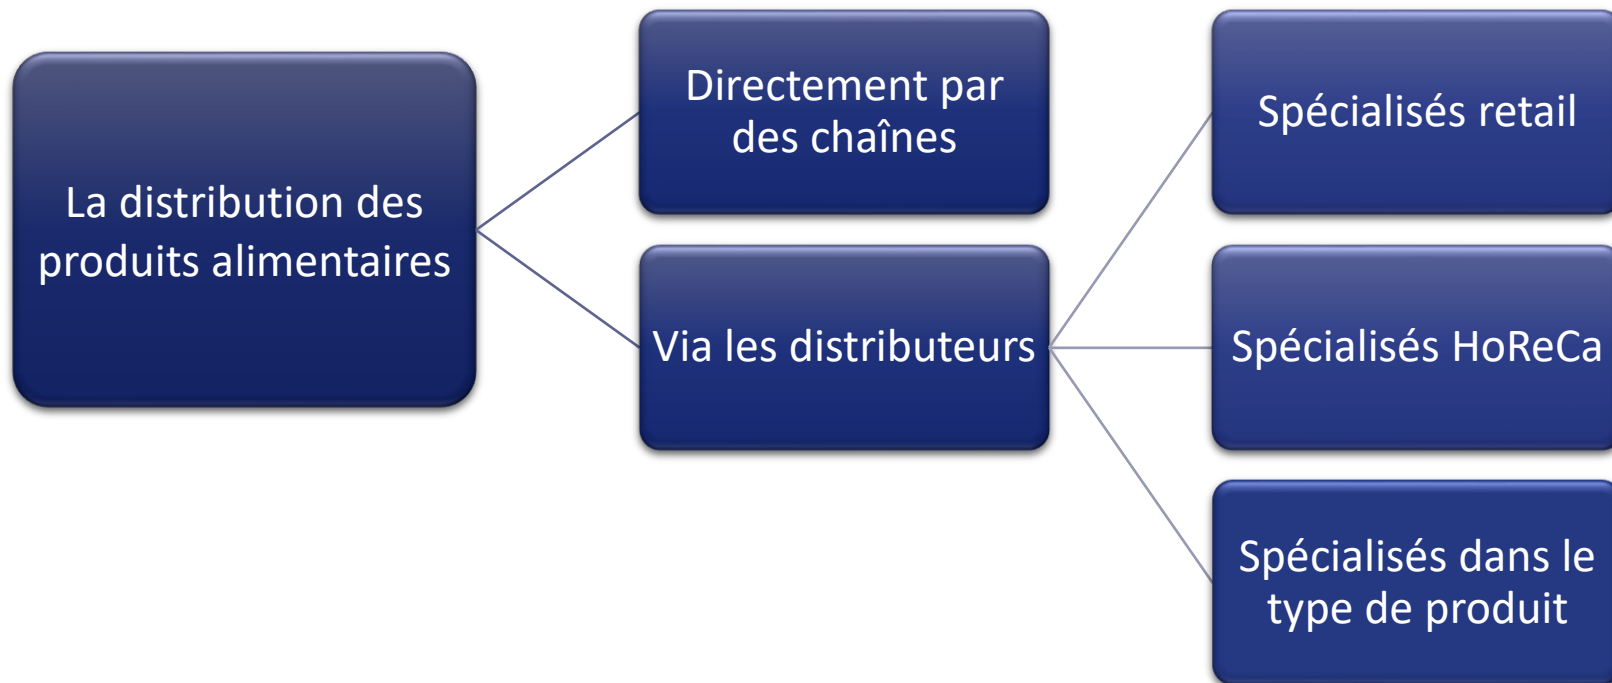 La distribution des
produits alimentaires
Directement par
des chaînes
Via les distributeurs
Spécialisés retail
Spécialisés HoReCa
Spécialisés dans le
type de produit